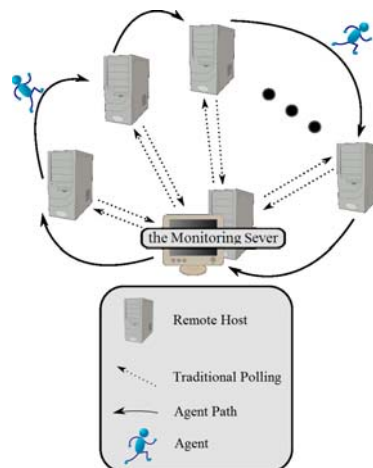 the Monitoring Sever
Remote Host
Traditional Polling
Agent Path
Agent